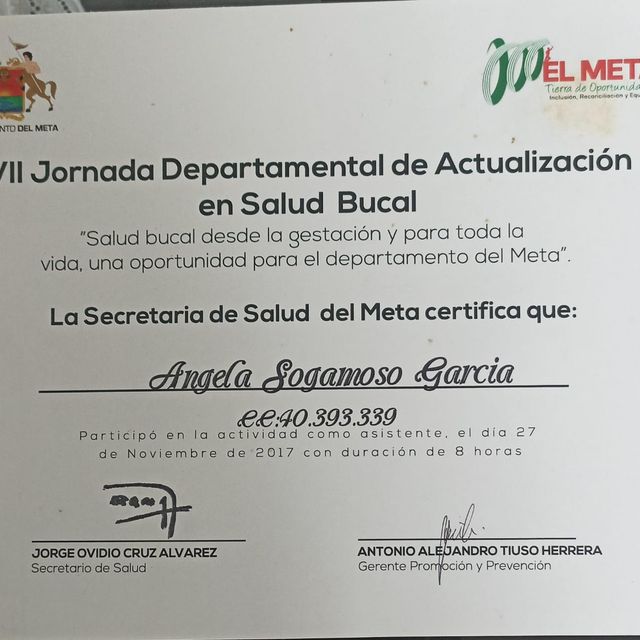 NTO DEL META
EL META
Tierra de Oportunida
Inclusión, Reconciliación y Equ
VII Jornada Departamental de Actualización
en Salud Bucal
"Salud bucal desde la gestación y para toda la
vida, una oportunidad para el departamento del Meta".
La Secretaria de Salud del Meta certifica que:
Angela Sogamoso Garcia
CC:40.393.339
Participó en la actividad como asistente, el día 27
de Noviembre de 2017 con duración de 8 horas
JORGE OVIDIO CRUZ ALVAREZ
Secretario de Salud
ANTONIO ALEJANDRO TIUSO HERRERA
Gerente Promoción y Prevención